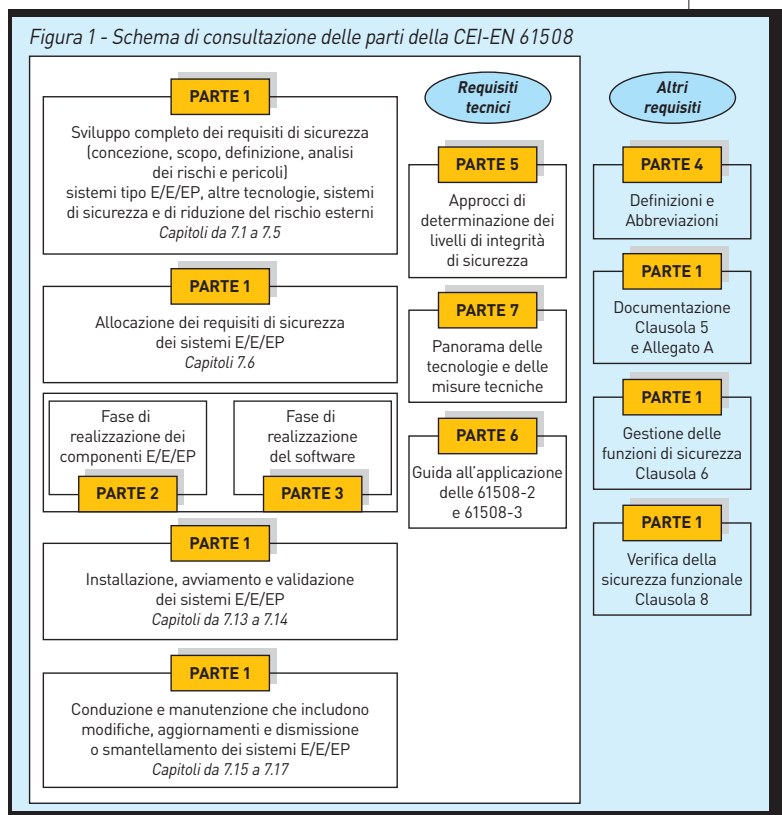 Figura 1 - Schema di consultazione delle parti della CEI-EN 61508
PARTE 1
Sviluppo completo dei requisiti di sicurezza
(concezione, scopo, definizione, analisi
dei rischi e pericoli)
sistemi tipo E/E/EP, altre tecnologie, sistemi
di sicurezza e di riduzione del rischio esterni
Capitoli da 7.1 a 7.5
PARTE 1
Allocazione dei requisiti di sicurezza
dei sistemi E/E/EP
Capitoli 7.6
Fase di
realizzazione dei
componenti E/E/EP
PARTE 2
Fase di
realizzazione
del software
PARTE 3
PARTE 1
Installazione, avviamento e validazione
dei sistemi E/E/EP
Capitoli da 7.13 a 7.14
PARTE 1
Conduzione e manutenzione che includono
modifiche, aggiornamenti e dismissione
o smantellamento dei sistemi E/E/EP
Capitoli da 7.15 a 7.17
Requisiti
tecnici
PARTE 5
Approcci di
determinazione dei
livelli di integrità
di sicurezza
PARTE 7
Panorama delle
tecnologie e delle
misure tecniche
PARTE 6
Guida all'applicazione
delle 61508-2
e 61508-3
Altri
requisiti
PARTE 4
Definizioni e
Abbreviazioni
PARTE 1
Documentazione
Clausola 5
e Allegato A
PARTE 1
Gestione delle
funzioni di sicurezza
Clausola 6
PARTE 1
Verifica della
sicurezza funzionale
Clausola 8